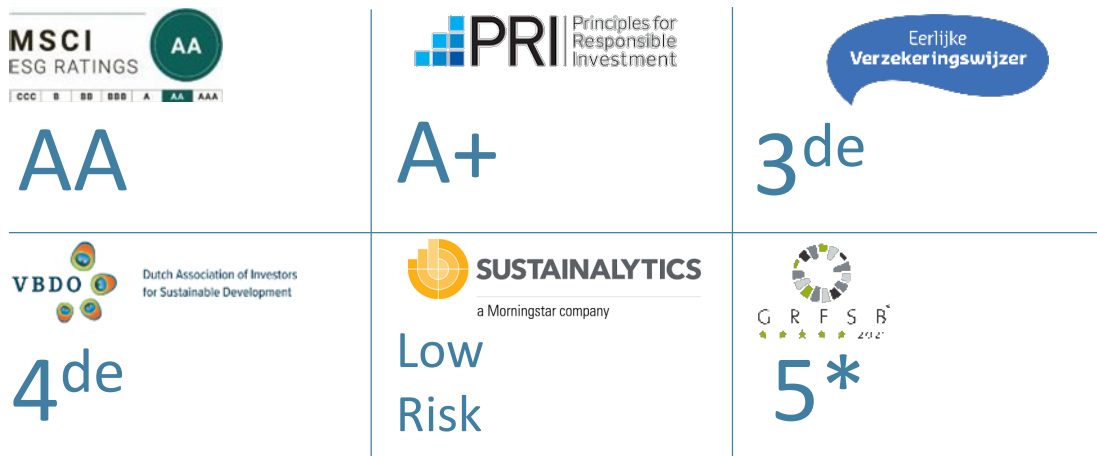 MSCI
ESG RATINGS
AA
CCC B BB BBB A AA AAA
AA
PRI
Principles for
Responsible
Investment
A+
Eerlijke
Verzekeringswijzer
3de
VBDO
Dutch Association of Investors
for Sustainable Development
4de
SUSTAINALYTICS
a Morningstar company
Low
Risk
G R F S B
5*